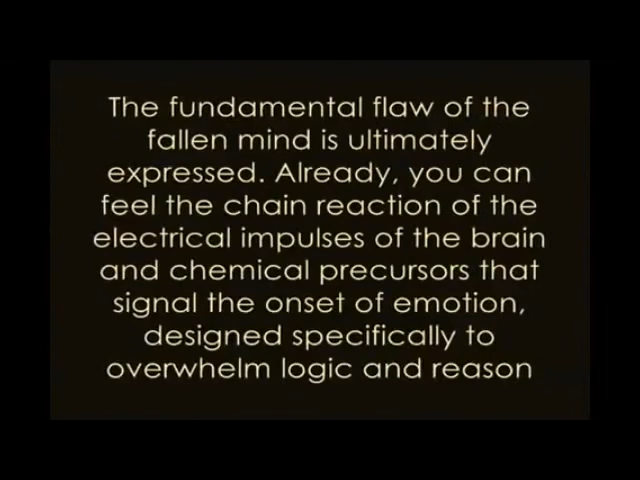 The fundamental flaw of the
fallen mind is ultimately
expressed. Already, you can
feel the chain reaction of the
electrical impulses of the brain
and chemical precursors that
signal the onset of emotion,
designed specifically to
overwhelm logic and reason